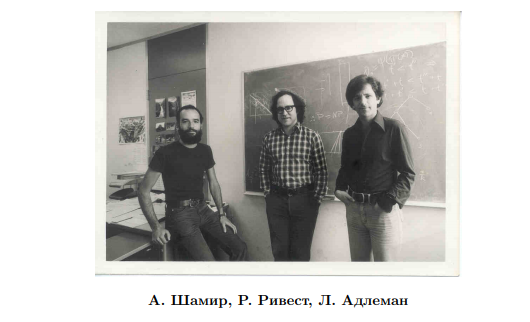 А. Шамир, Р. Ривест, Л. Адлеман